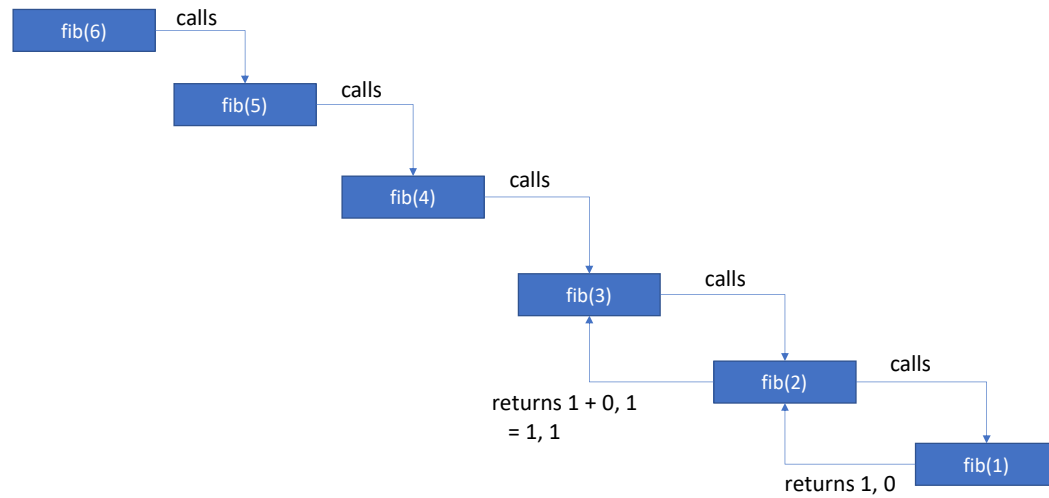 fib(6)
calls
fib(5)
calls
fib(4)
calls
fib(3)
calls
fib(2)
calls
returns 1 + 0, 1
= 1, 1
fib(1)
returns 1, 0